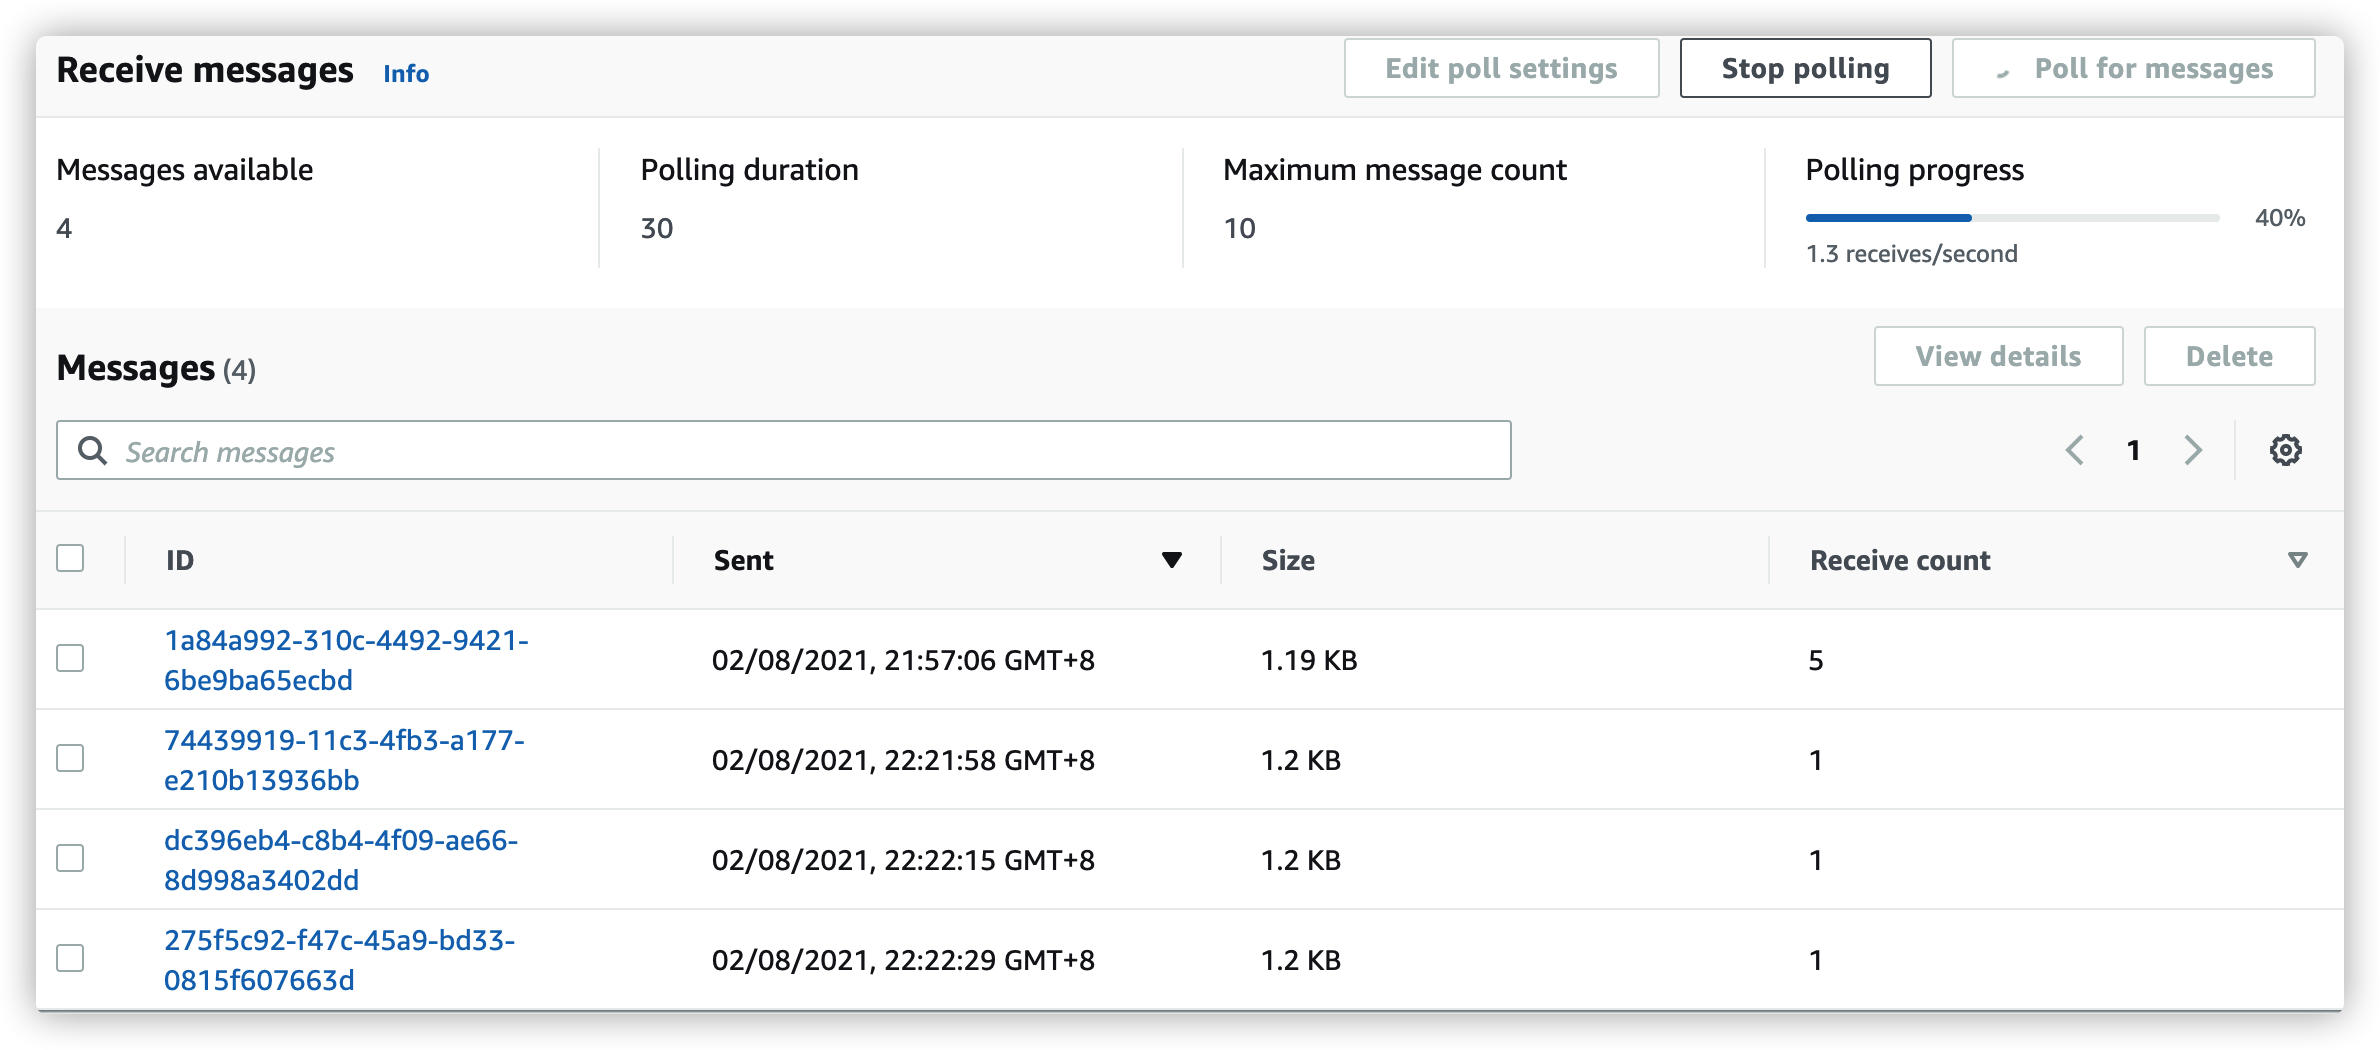 Receive messages Info Edit poll settings Stop polling Poll for messages
Messages available Polling duration Maximum message count Polling progress
4 30 10 40%
1.3 receives/second
Messages (4) View details Delete
Search messages 1
ID Sent Size Receive count
1a84a992-310c-4492-9421-
6be9ba65ecbd 02/08/2021, 21:57:06 GMT+8 1.19 KB 5
74439919-11c3-4fb3-a177-
e210b13936bb 02/08/2021, 22:21:58 GMT+8 1.2 KB 1
dc396eb4-c8b4-4f09-ae66-
8d998a3402dd 02/08/2021, 22:22:15 GMT+8 1.2 KB 1
275f5c92-f47c-45a9-bd33-
0815f607663d 02/08/2021, 22:22:29 GMT+8 1.2 KB 1